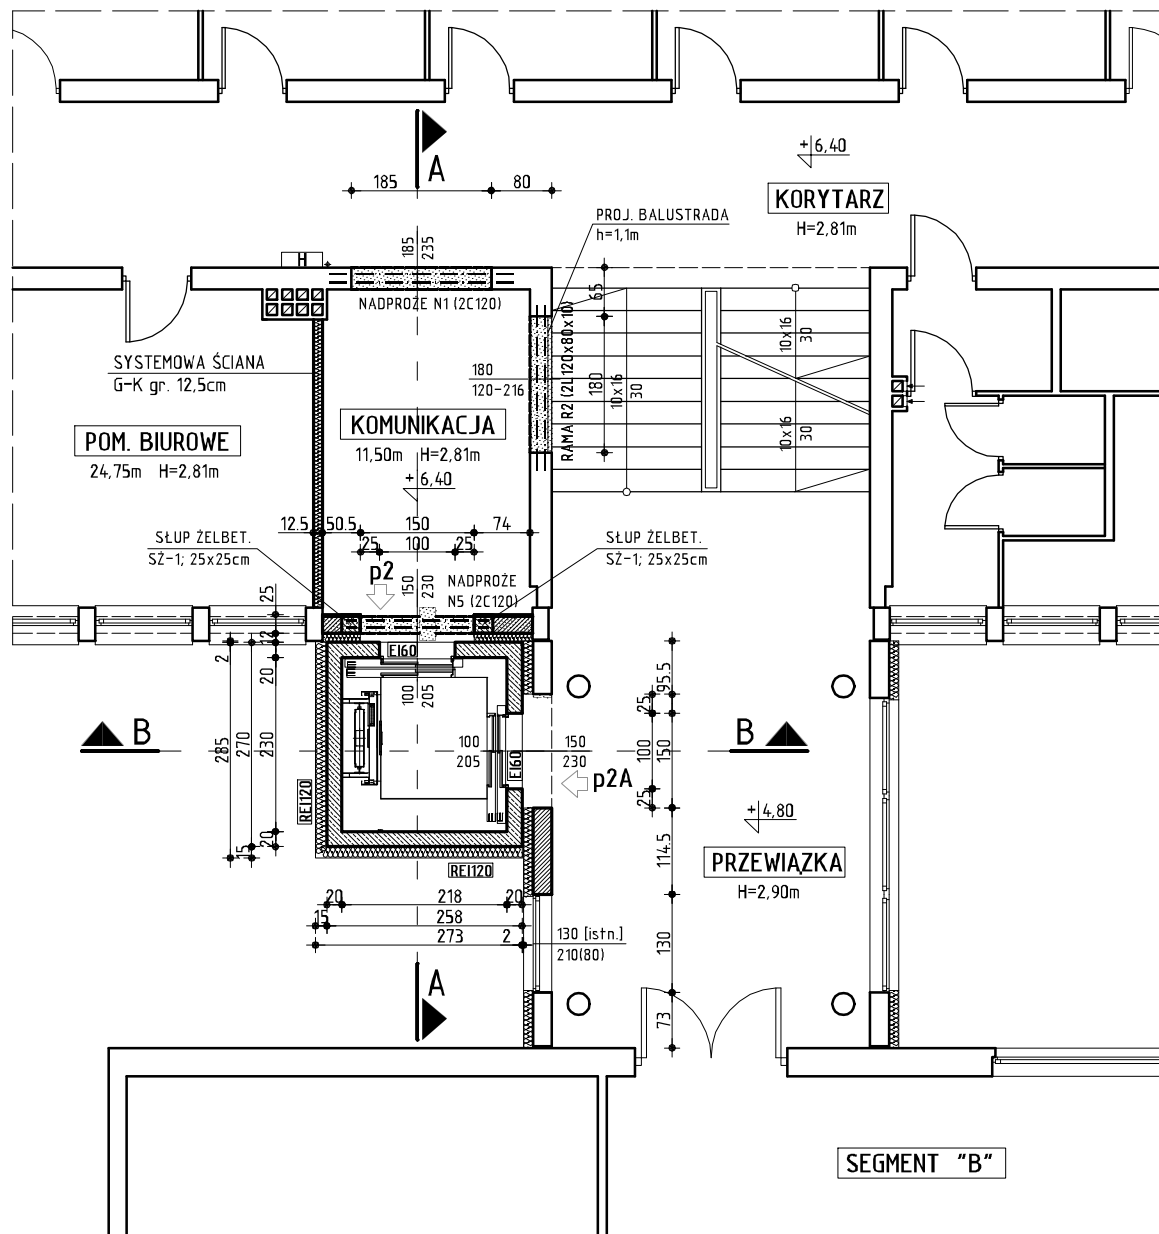 +6,40
A
KORYTARZ
H=2,81m
185
80
PROJ. BALUSTRADA
h=1,1m
185
235
H
NADPROŻE N1 (2C120)
65
SYSTEMOWA ŚCIANA
G-K gr. 12,5cm
180
120-216
RAMA R2 (2L120x80x10)
180
10x16
30
10x16
30
10x16
30
POM. BIUROWE
24,75m H=2,81m
KOMUNIKACJA
11,50m H=2,81m
+6,40
12.5
50.5
150
74
25
100
25
SŁUP ŻELBET.
SŻ-1; 25x25cm
SŁUP ŻELBET.
SŻ-1; 25x25cm
p2
150
230
NADPROŻE
N5 (2C120)
25
12
2
20
EI60
100
205
95.5
25
B
285
270
230
100
205
EI60
150
230
100
150
B
p2A
REI120
25
20
15
+4,80
114.5
PRZEWIĄZKA
H=2,90m
REI120
20
218
20
15
258
273
2
130 [istn.]
210(80)
130
A
73
SEGMENT "B"